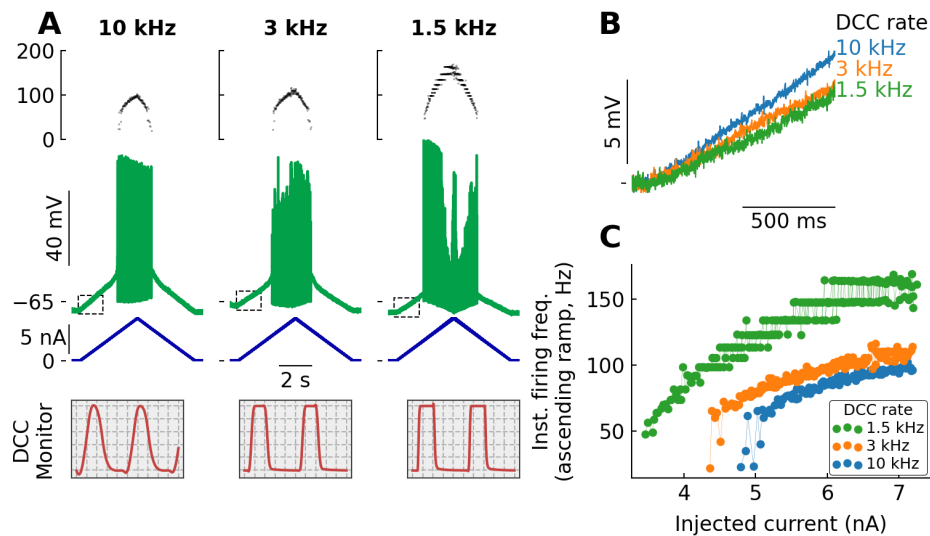 A
10 kHz
3 kHz
1.5 kHz
200
100
0
40 mV
−65
5 nA
0
2 s
DCC
Monitor
B
DCC rate
10 kHz
3 kHz
1.5 kHz
5 mV
500 ms
C
Inst. firing freq.
(ascending ramp, Hz)
150
100
50
4
5
6
7
Injected current (nA)
DCC rate
1.5 kHz
3 kHz
10 kHz